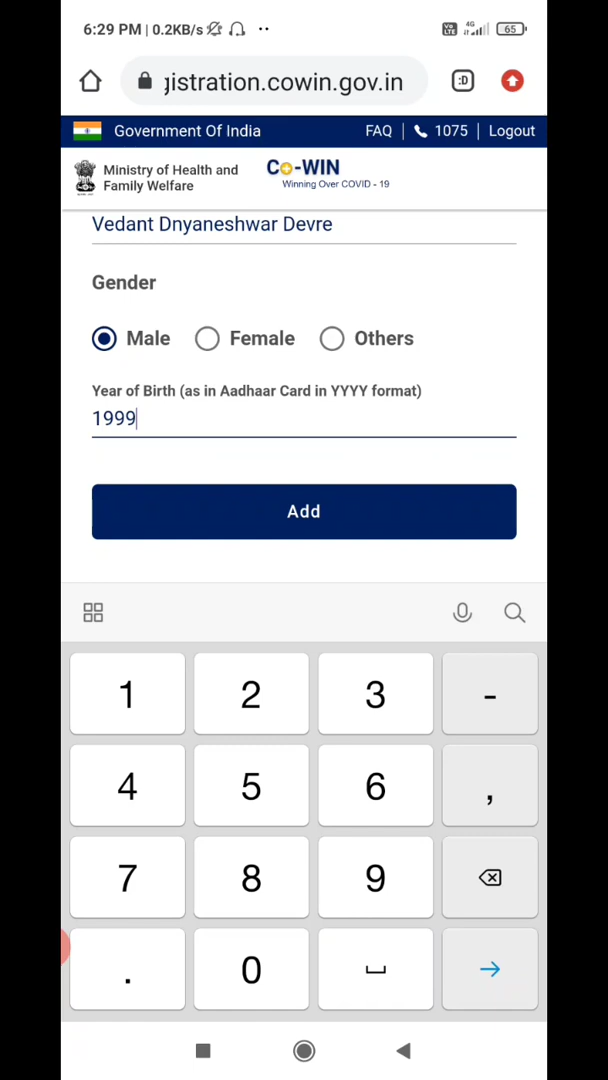 6:29 PM | 0.2KB/s
Vo LTE 4G 65
jistration.cowin.gov.in
:D
Government Of India FAQ | 1075 | Logout
Ministry of Health and
Family Welfare
Co-WIN
Winning Over COVID - 19
Vedant Dnyaneshwar Devre
Gender
Male Female Others
Year of Birth (as in Aadhaar Card in YYYY format)
1999
Add
1 2 3 -
4 5 6 ,
7 8 9
. 0